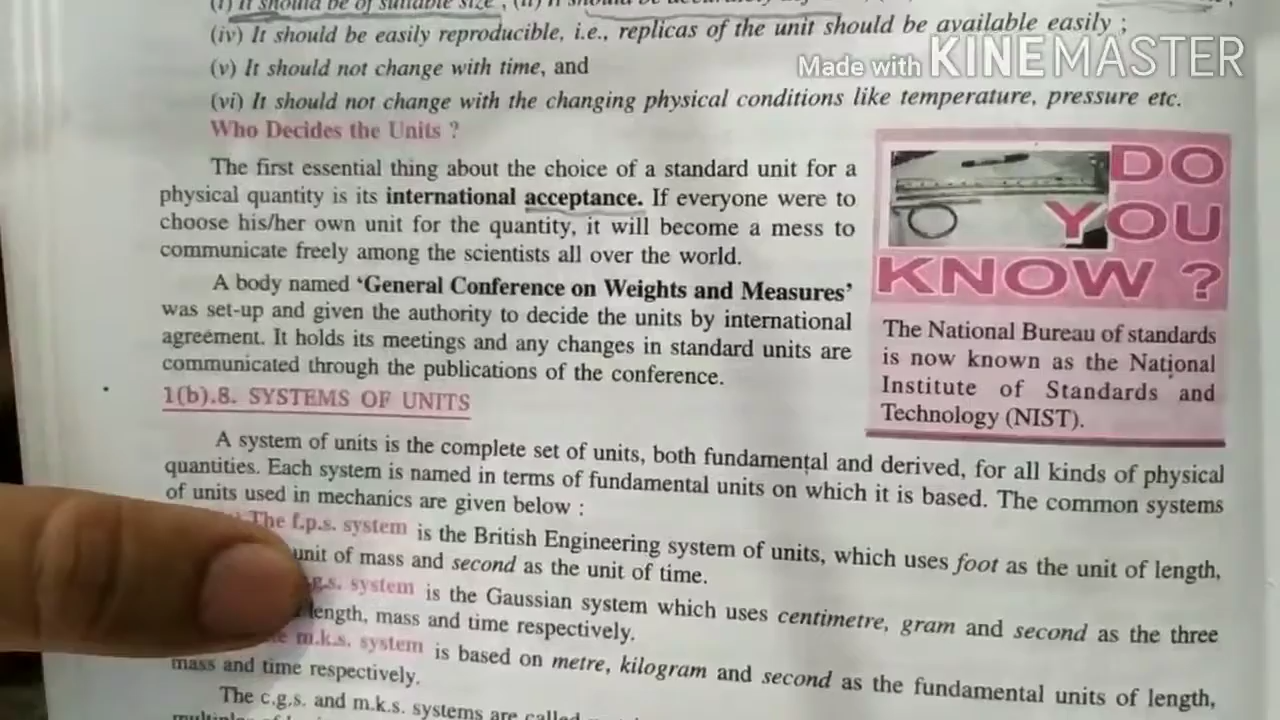 (i) It should be of suitable size ; (ii) It should be accurately
(iv) It should be easily reproducible, i.e., replicas of the unit should be available easily ;
Made with KINEMASTER
(v) It should not change with time, and
(vi) It should not change with the changing physical conditions like temperature, pressure etc.
Who Decides the Units ?
The first essential thing about the choice of a standard unit for a
physical quantity is its international acceptance. If everyone were to
choose his/her own unit for the quantity, it will become a mess to
communicate freely among the scientists all over the world.
A body named ‘General Conference on Weights and Measures’
was set-up and given the authority to decide the units by international
agreement. It holds its meetings and any changes in standard units are
communicated through the publications of the conference.
DO
YOU
KNOW ?
The National Bureau of standards
is now known as the National
Institute of Standards and
Technology (NIST).
1(b).8. SYSTEMS OF UNITS
A system of units is the complete set of units, both fundamental and derived, for all kinds of physical
quantities. Each system is named in terms of fundamental units on which it is based. The common systems
of units used in mechanics are given below :
The f.p.s. system is the British Engineering system of units, which uses foot as the unit of length,
unit of mass and second as the unit of time.
g.s. system is the Gaussian system which uses centimetre, gram and second as the three
length, mass and time respectively.
m.k.s. system is based on metre, kilogram and second as the fundamental units of length,
mass and time respectively.
The c.g.s. and m.k.s. systems are called